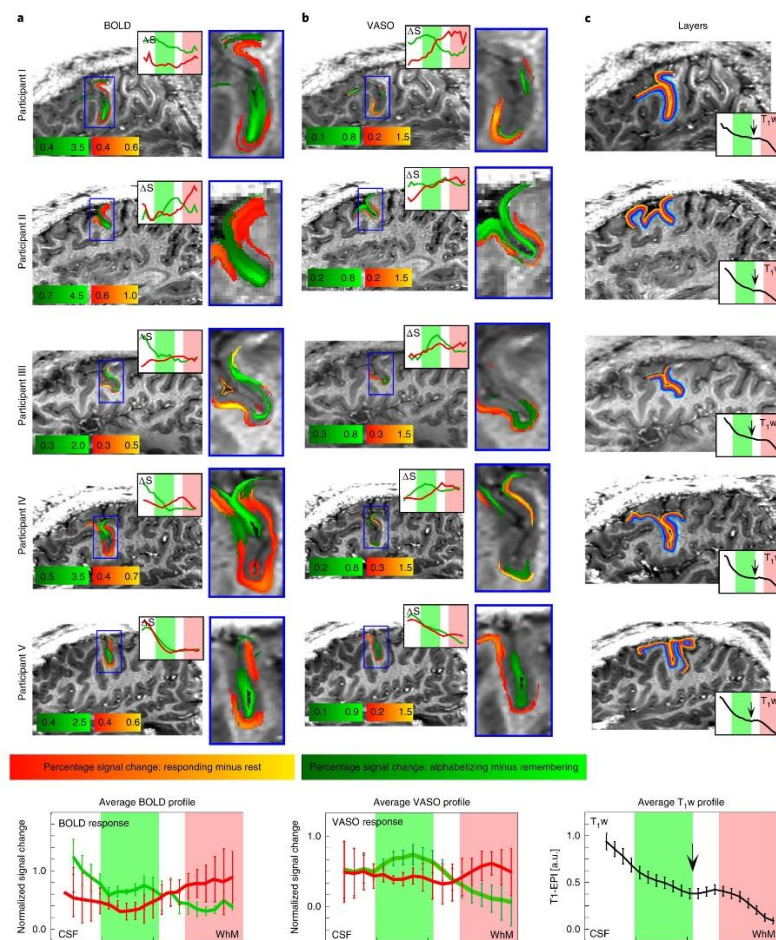 a
b
c
BOLD
VASO
Layers
Participant I
ΔS
0.4 3.5 0.4 0.6
ΔS
0.1 0.8 0.2 1.5
T1w
Participant II
ΔS
0.7 4.5 0.6 1.0
ΔS
0.2 0.8 0.2 1.5
T1w
Participant IIII
ΔS
0.3 2.0 0.3 0.5
ΔS
0.3 0.8 0.3 1.5
T1w
Participant IV
ΔS
0.5 3.5 0.4 0.7
ΔS
0.2 0.8 0.3 1.5
T1w
Participant V
ΔS
0.4 2.5 0.4 0.6
ΔS
0.1 0.9 0.2 1.5
T1w
Percentage signal change: responding minus rest
Percentage signal change: alphabetizing minus remembering
Average BOLD profile
BOLD response
Normalized signal change
1.0
0.0
CSF
WhM
Average VASO profile
VASO response
Normalized signal change
1.0
0.0
CSF
WhM
Average T1w profile
T1w
T1-EPI [a.u.]
1.0
0.5
0.0
CSF
WhM